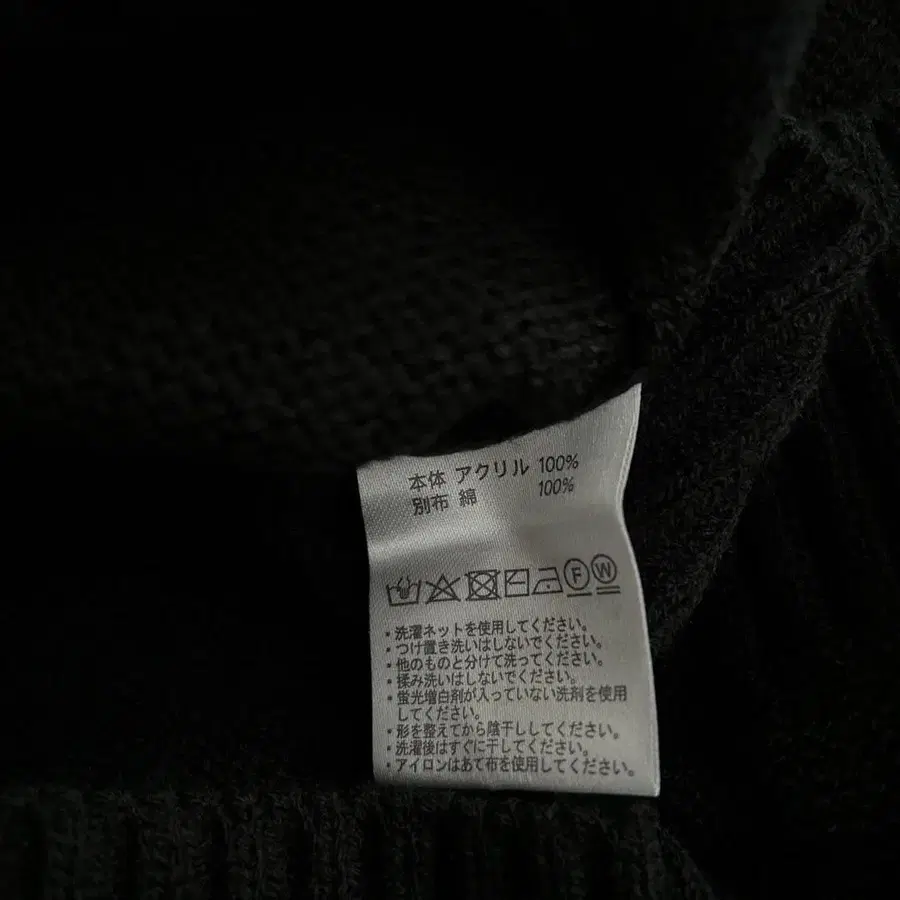 本体 アクリル 100%
別布 綿 100%
F W
・洗濯ネットを使用してください。
・つけ置き洗いはしないでください。
・他のものと分けて洗ってください。
・揉み洗いはしないでください。
・蛍光増白剤が入っていない洗剤を使用
してください。
・形を整えてから陰干ししてください。
・洗濯後はすぐに干してください。
・アイロンはあて布を使用してください。